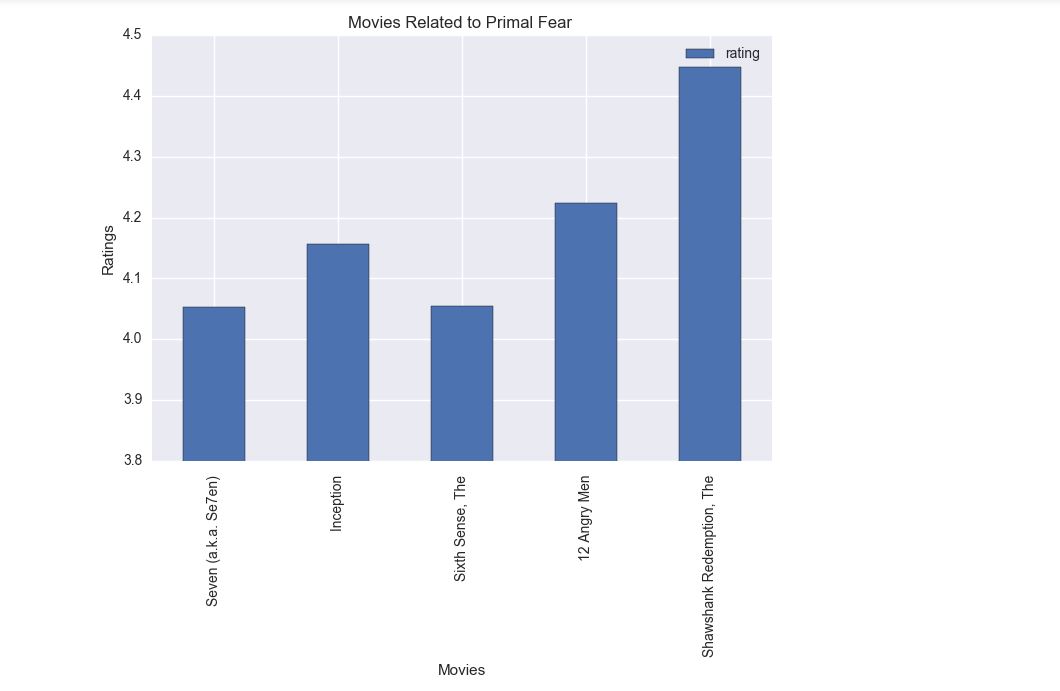 Movies Related to Primal Fear
rating
4.5
4.4
4.3
4.2
4.1
4.0
3.9
3.8
Ratings
Seven (a.k.a. Se7en)
Inception
Sixth Sense, The
12 Angry Men
Shawshank Redemption, The
Movies